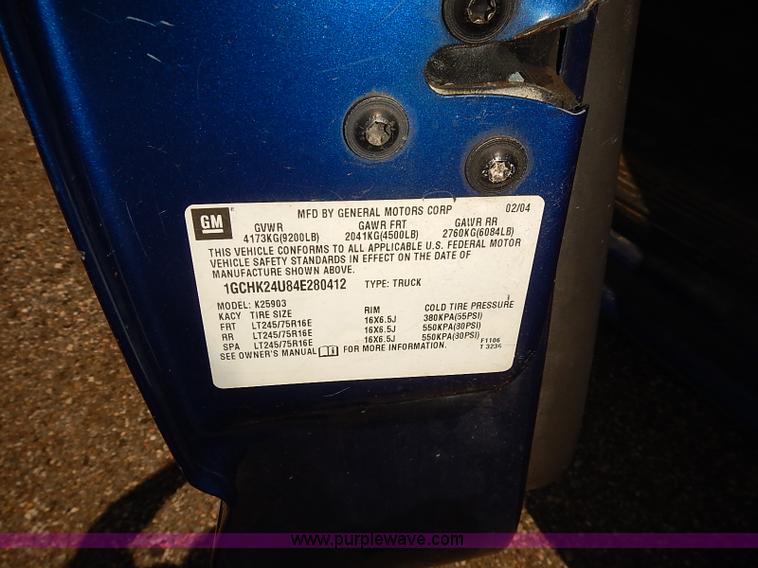 GM MFD BY GENERAL MOTORS CORP 02/04
GVWR GAWR FRT GAWR RR
4173KG(9200LB) 2041KG(4500LB) 2760KG(6084LB)
THIS VEHICLE CONFORMS TO ALL APPLICABLE U.S. FEDERAL MOTOR
VEHICLE SAFETY STANDARDS IN EFFECT ON THE DATE OF
MANUFACTURE SHOWN ABOVE.
1GCHK24U84E280412 TYPE: TRUCK
MODEL: K25903
KACY TIRE SIZE RIM COLD TIRE PRESSURE
FRT LT245/75R16E 16X6.5J 380KPA(55PSI)
RR LT245/75R16E 16X6.5J 550KPA(80PSI)
SPA LT245/75R16E 16X6.5J 550KPA(80PSI)
SEE OWNER'S MANUAL FOR MORE INFORMATION.
F1106
T 3234
www.purplewave.com